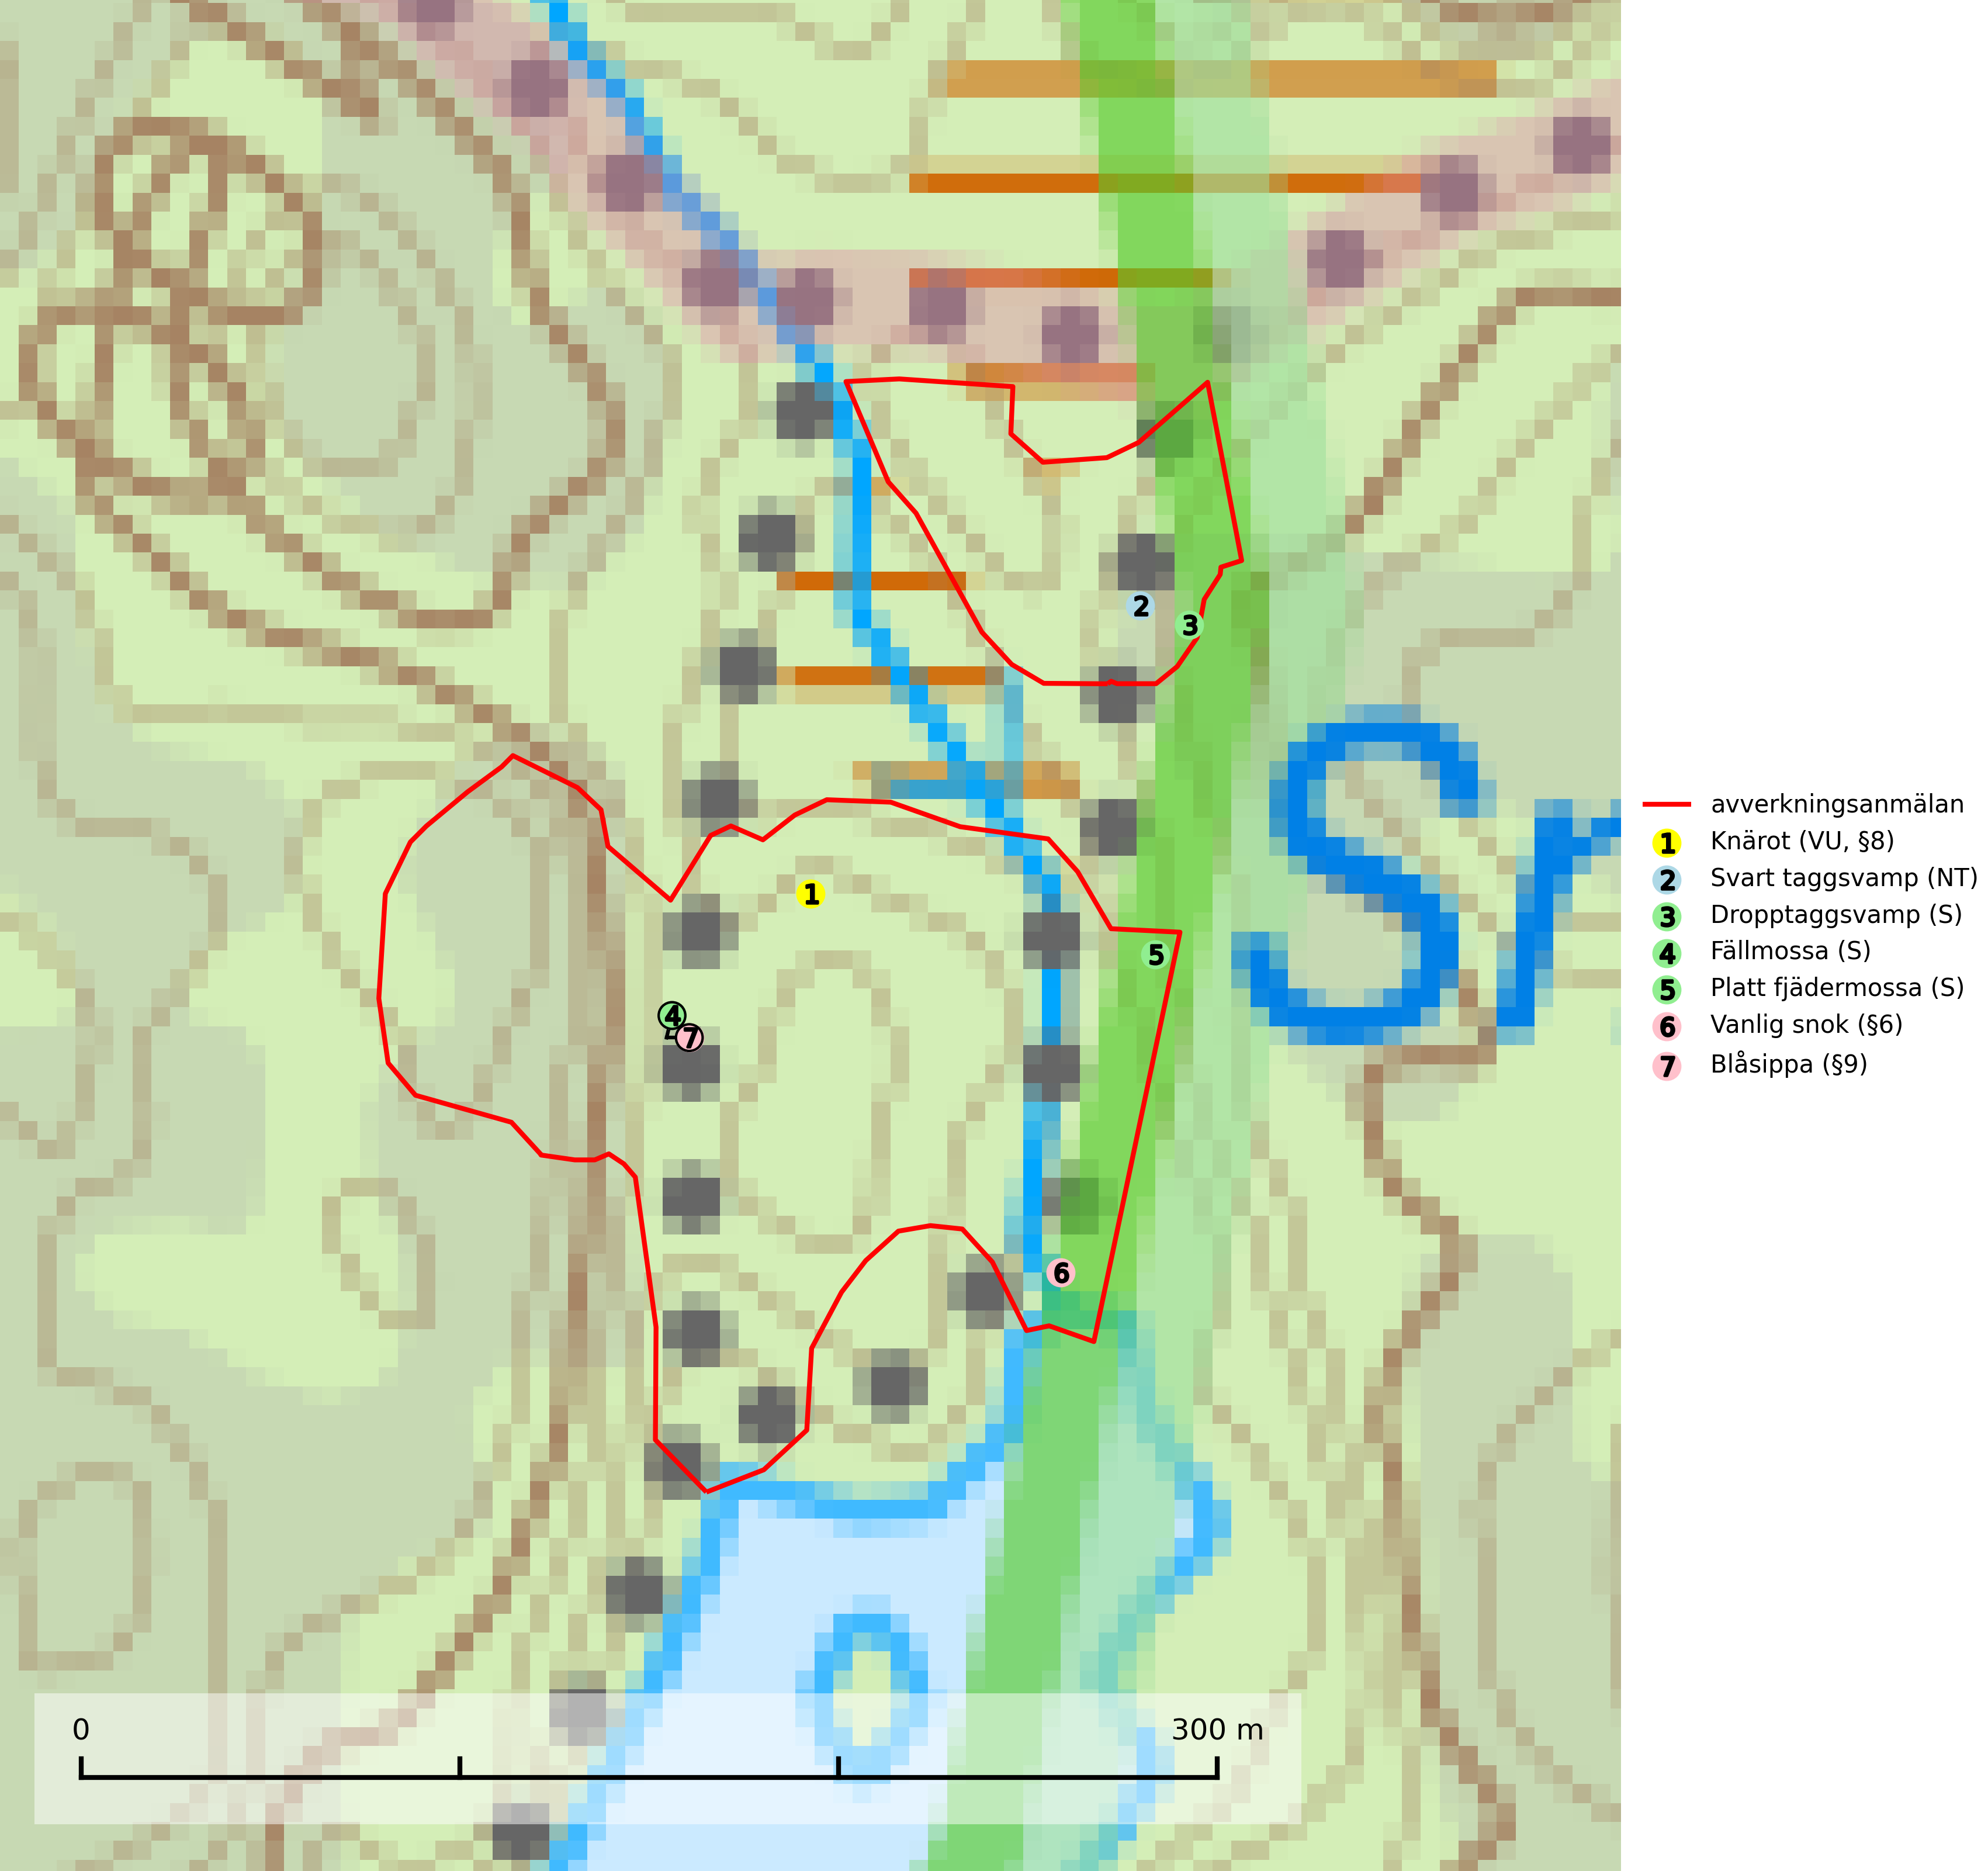 2
3
1
5
4
7
6
0 300 m
Sy
avverkningsanmälan
1 Knärot (VU, §8)
2 Svart taggsvamp (NT)
3 Dropptaggsvamp (S)
4 Fällmossa (S)
5 Platt fjädermossa (S)
6 Vanlig snok (§6)
7 Blåsippa (§9)